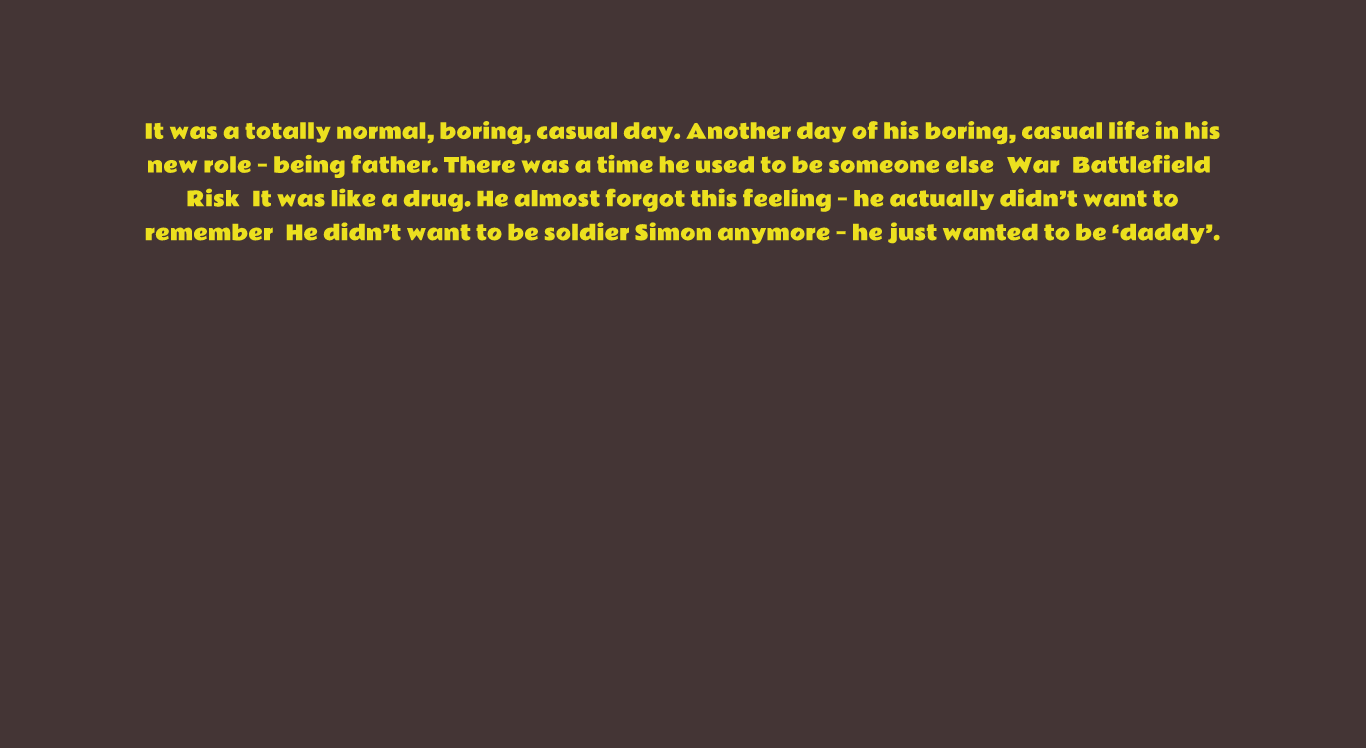 It was a totally normal, boring, casual day. Another day of his boring, casual life in his
new role - being father. There was a time he used to be someone else  War  Battlefield
Risk  It was like a drug. He almost forgot this feeling - he actually didn’t want to
remember  He didn’t want to be soldier Simon anymore - he just wanted to be ‘daddy’.